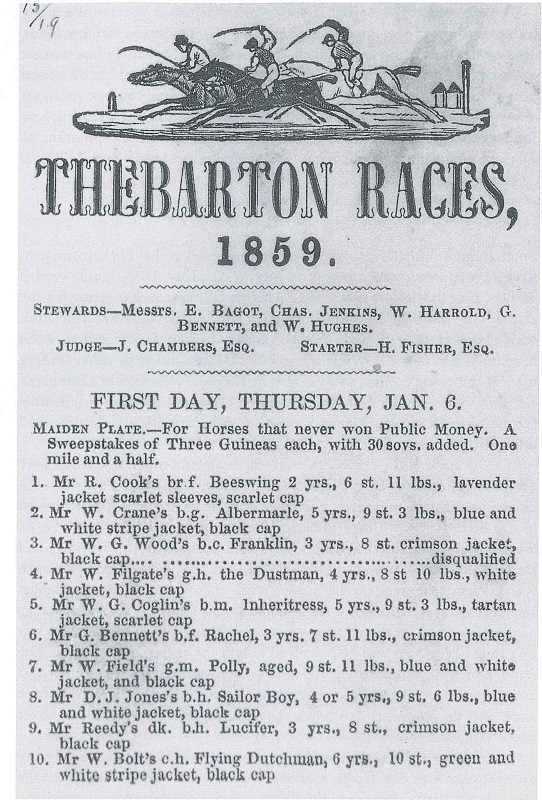 13/19
THEBARTON RACES,
1859.
STEWARDS—Messrs. E. BAGOT, CHAS. JENKINS, W. HARROLD, G.
BENNETT, and W. HUGHES.
JUDGE—J. CHAMBERS, ESQ. STARTER—H. FISHER, ESQ.
FIRST DAY, THURSDAY, JAN. 6.
MAIDEN PLATE.—For Horses that never won Public Money. A
Sweepstakes of Three Guineas each, with 30 sovs. added. One
mile and a half.
1. Mr R. Cook's br f. Beeswing 2 yrs., 6 st. 11 lbs., lavender
jacket scarlet sleeves, scarlet cap
2. Mr W. Crane's b.g. Albermarle, 5 yrs., 9 st. 3 lbs., blue and
white stripe jacket, black cap
3. Mr W. G. Wood's b.c. Franklin, 3 yrs., 8 st. crimson jacket,
black cap.... .......................................disqualified
4. Mr W. Filgate's g.h. the Dustman, 4 yrs., 8 st 10 lbs., white
jacket, black cap
5. Mr W. G. Coglin's b.m. Inheritress, 5 yrs., 9 st. 3 lbs., tartan
jacket, scarlet cap
6. Mr G. Bennett's b.f. Rachel, 3 yrs. 7 st. 11 lbs., crimson jacket,
black cap
7. Mr W. Field's g.m. Polly, aged, 9 st. 11 lbs., blue and white
jacket, and black cap
8. Mr D. J. Jones's b.h. Sailor Boy, 4 or 5 yrs., 9 st. 6 lbs., blue
and white jacket, black cap
9. Mr Reedy's dk. b.h. Lucifer, 3 yrs., 8 st., crimson jacket,
black cap
10. Mr W. Bolt's c.h. Flying Dutchman, 6 yrs., 10 st., green and
white stripe jacket, black cap